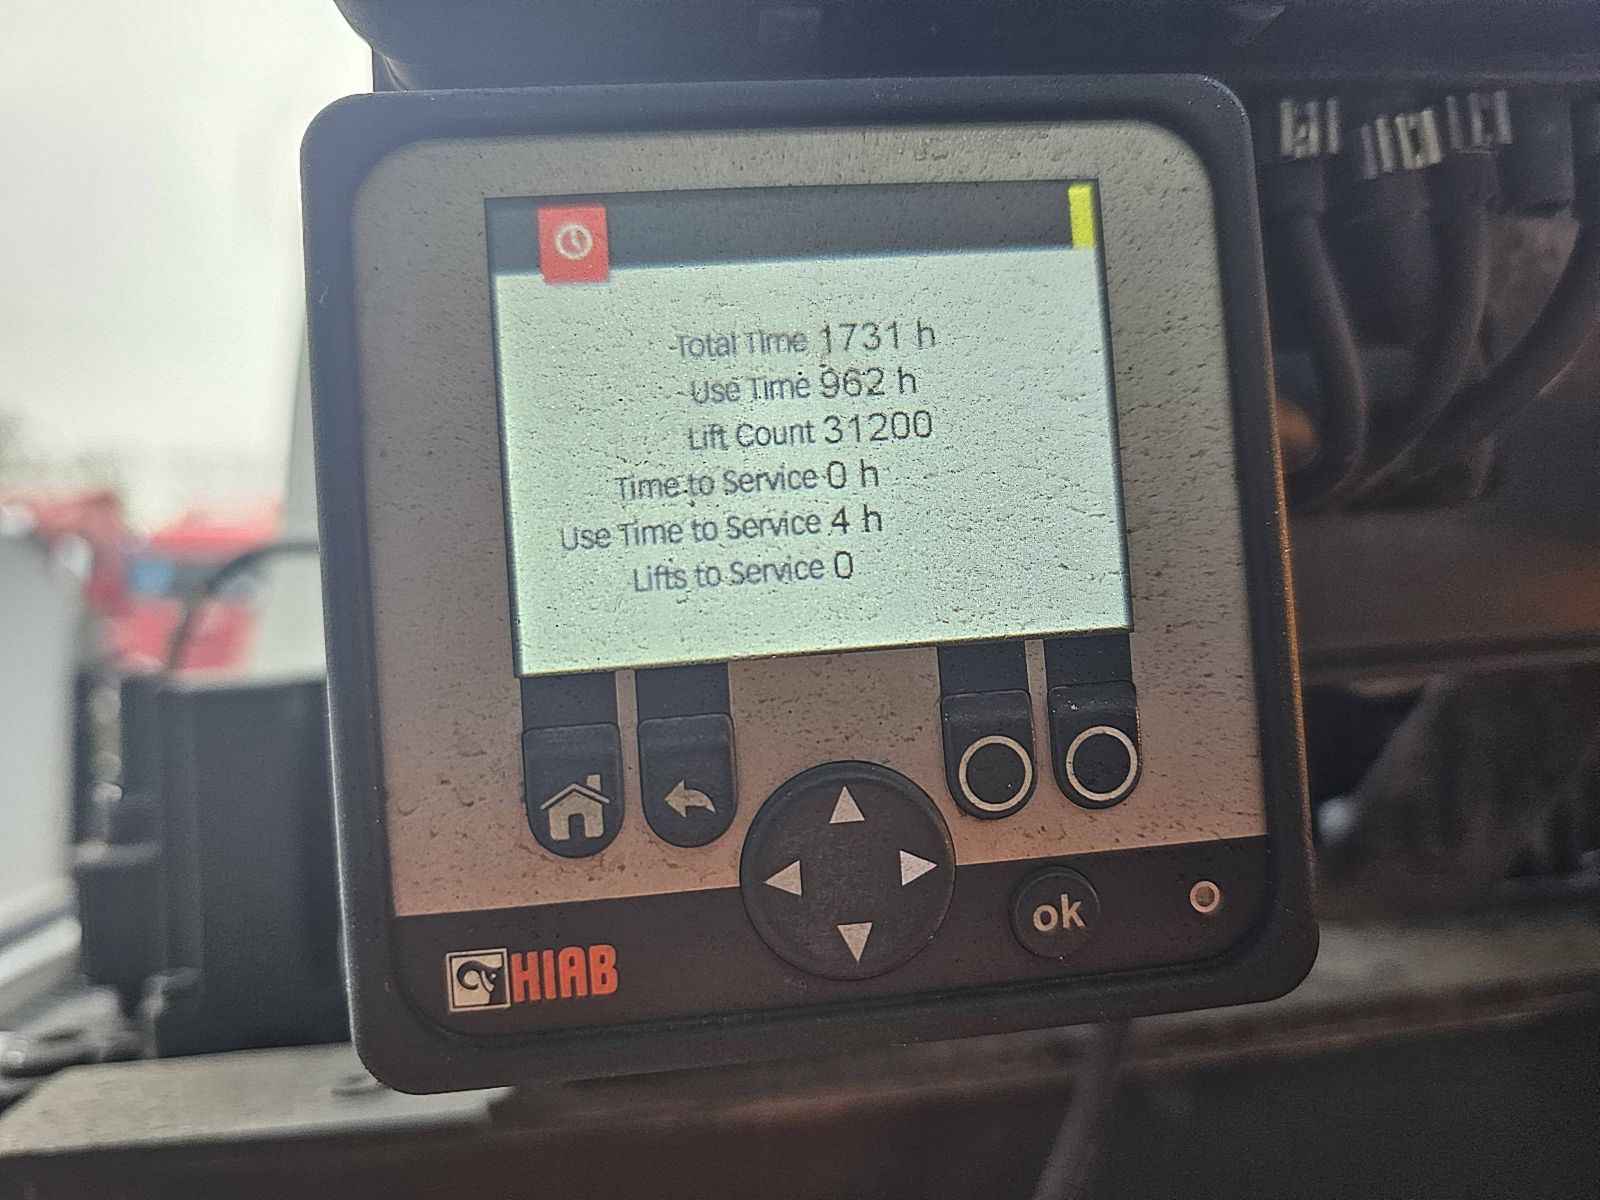 Total Time 1731 h
Use Time 962 h
Lift Count 31200
Time to Service 0 h
Use Time to Service 4 h
Lifts to Service 0
ok
HIAB